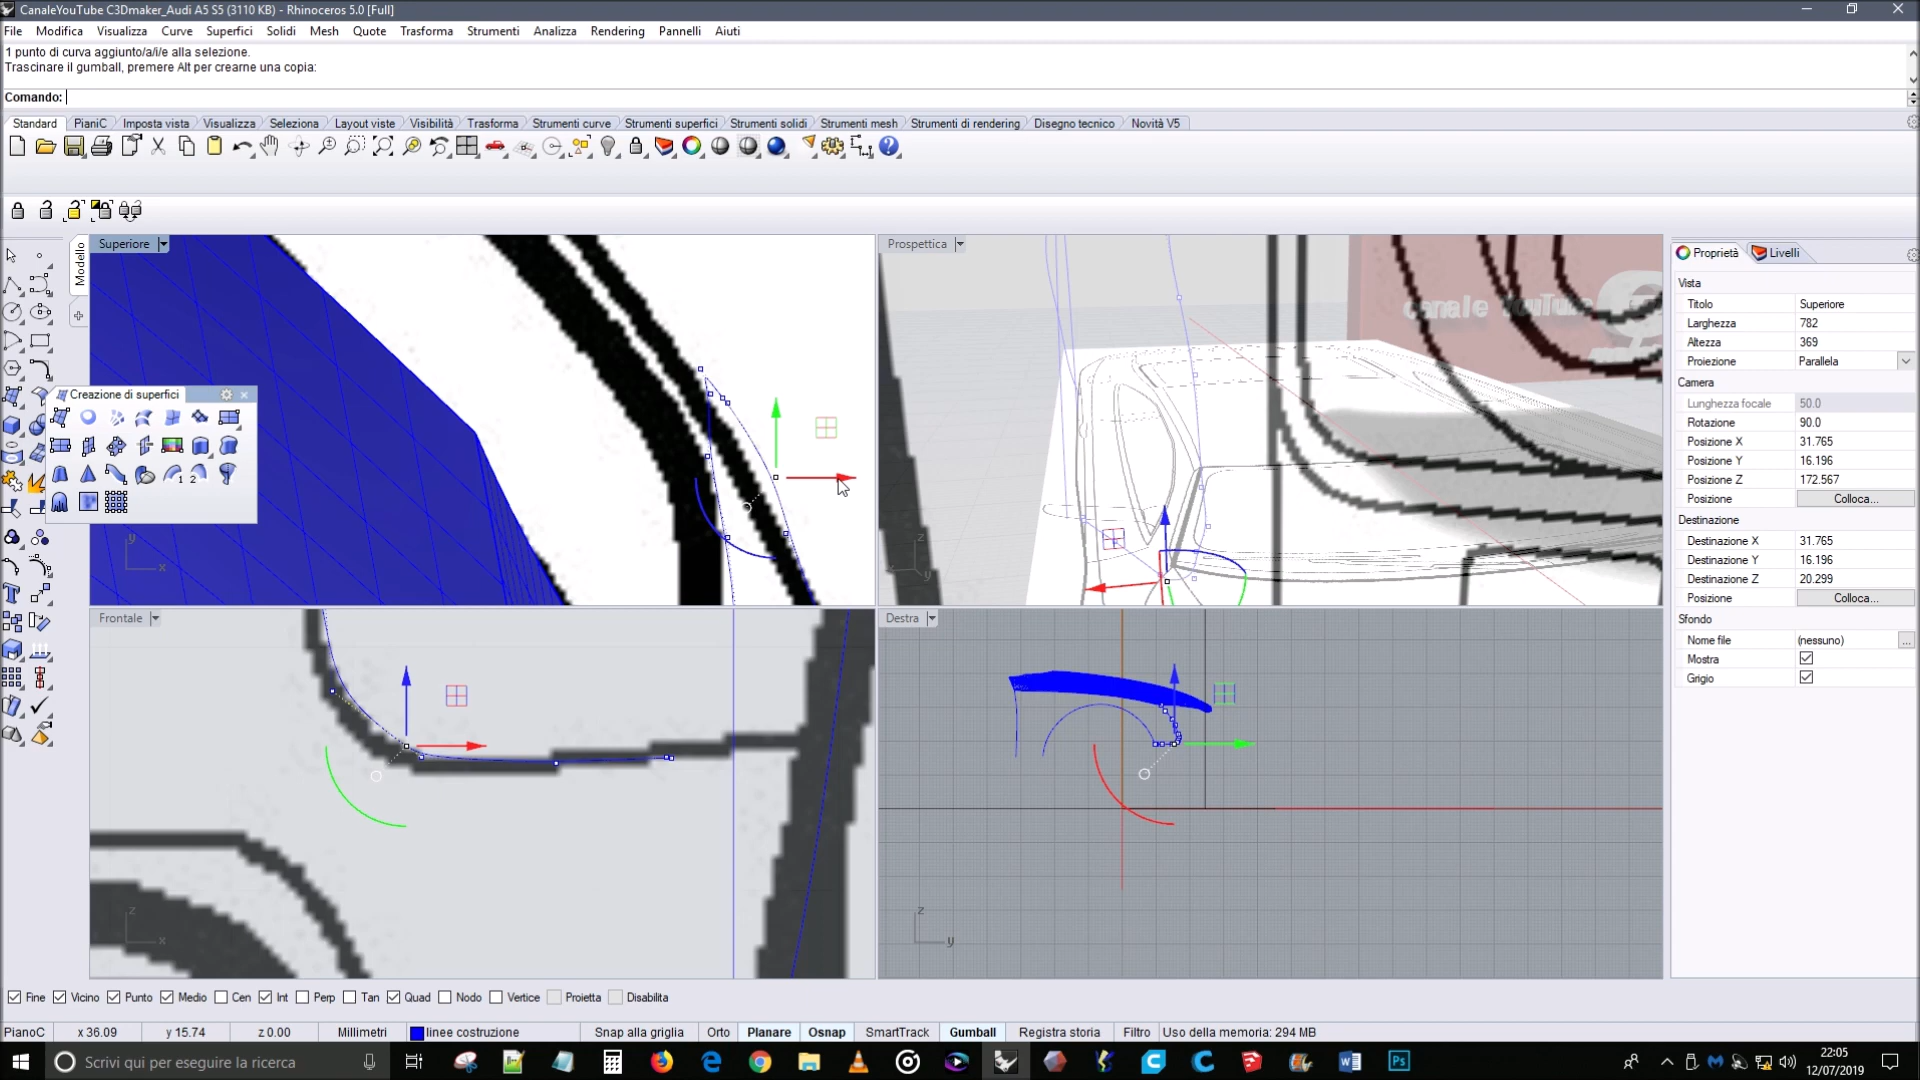 CanaleYouTube C3Dmaker_Audi A5 S5 (3110 KB) - Rhinoceros 5.0 [Full]
File Modifica Visualizza Curve Superfici Solidi Mesh Quote Trasforma Strumenti Analizza Rendering Pannelli Aiuti
1 punto di curva aggiunto/a/i/e alla selezione.
Trascinare il gumball, premere Alt per crearne una copia:
Comando:
Standard PianiC Imposta vista Visualizza Seleziona Layout viste Visibilità Trasforma Strumenti curve Strumenti superfici Strumenti solidi Strumenti mesh Strumenti di rendering Disegno tecnico Novità V5
Modello
Superiore
Prospettica
Creazione di superfici
1 2
y
x
canale YouTube
z
y
Frontale
Destra
z
x
z
y
Proprietà Livelli
Vista
Titolo Superiore
Larghezza 782
Altezza 369
Proiezione Parallela
Camera
Lunghezza focale 50.0
Rotazione 90.0
Posizione X 31.765
Posizione Y 16.196
Posizione Z 172.567
Posizione Colloca...
Destinazione
Destinazione X 31.765
Destinazione Y 16.196
Destinazione Z 20.299
Posizione Colloca...
Sfondo
Nome file (nessuno) ...
Mostra
Grigio
Fine Vicino Punto Medio Cen Int Perp Tan Quad Nodo Vertice Proietta Disabilita
PianoC x 36.09 y 15.74 z 0.00 Millimetri linee costruzione Snap alla griglia Orto Planare Osnap SmartTrack Gumball Registra storia Filtro Uso della memoria: 294 MB
Scrivi qui per eseguire la ricerca
Ps
22:05
12/07/2019